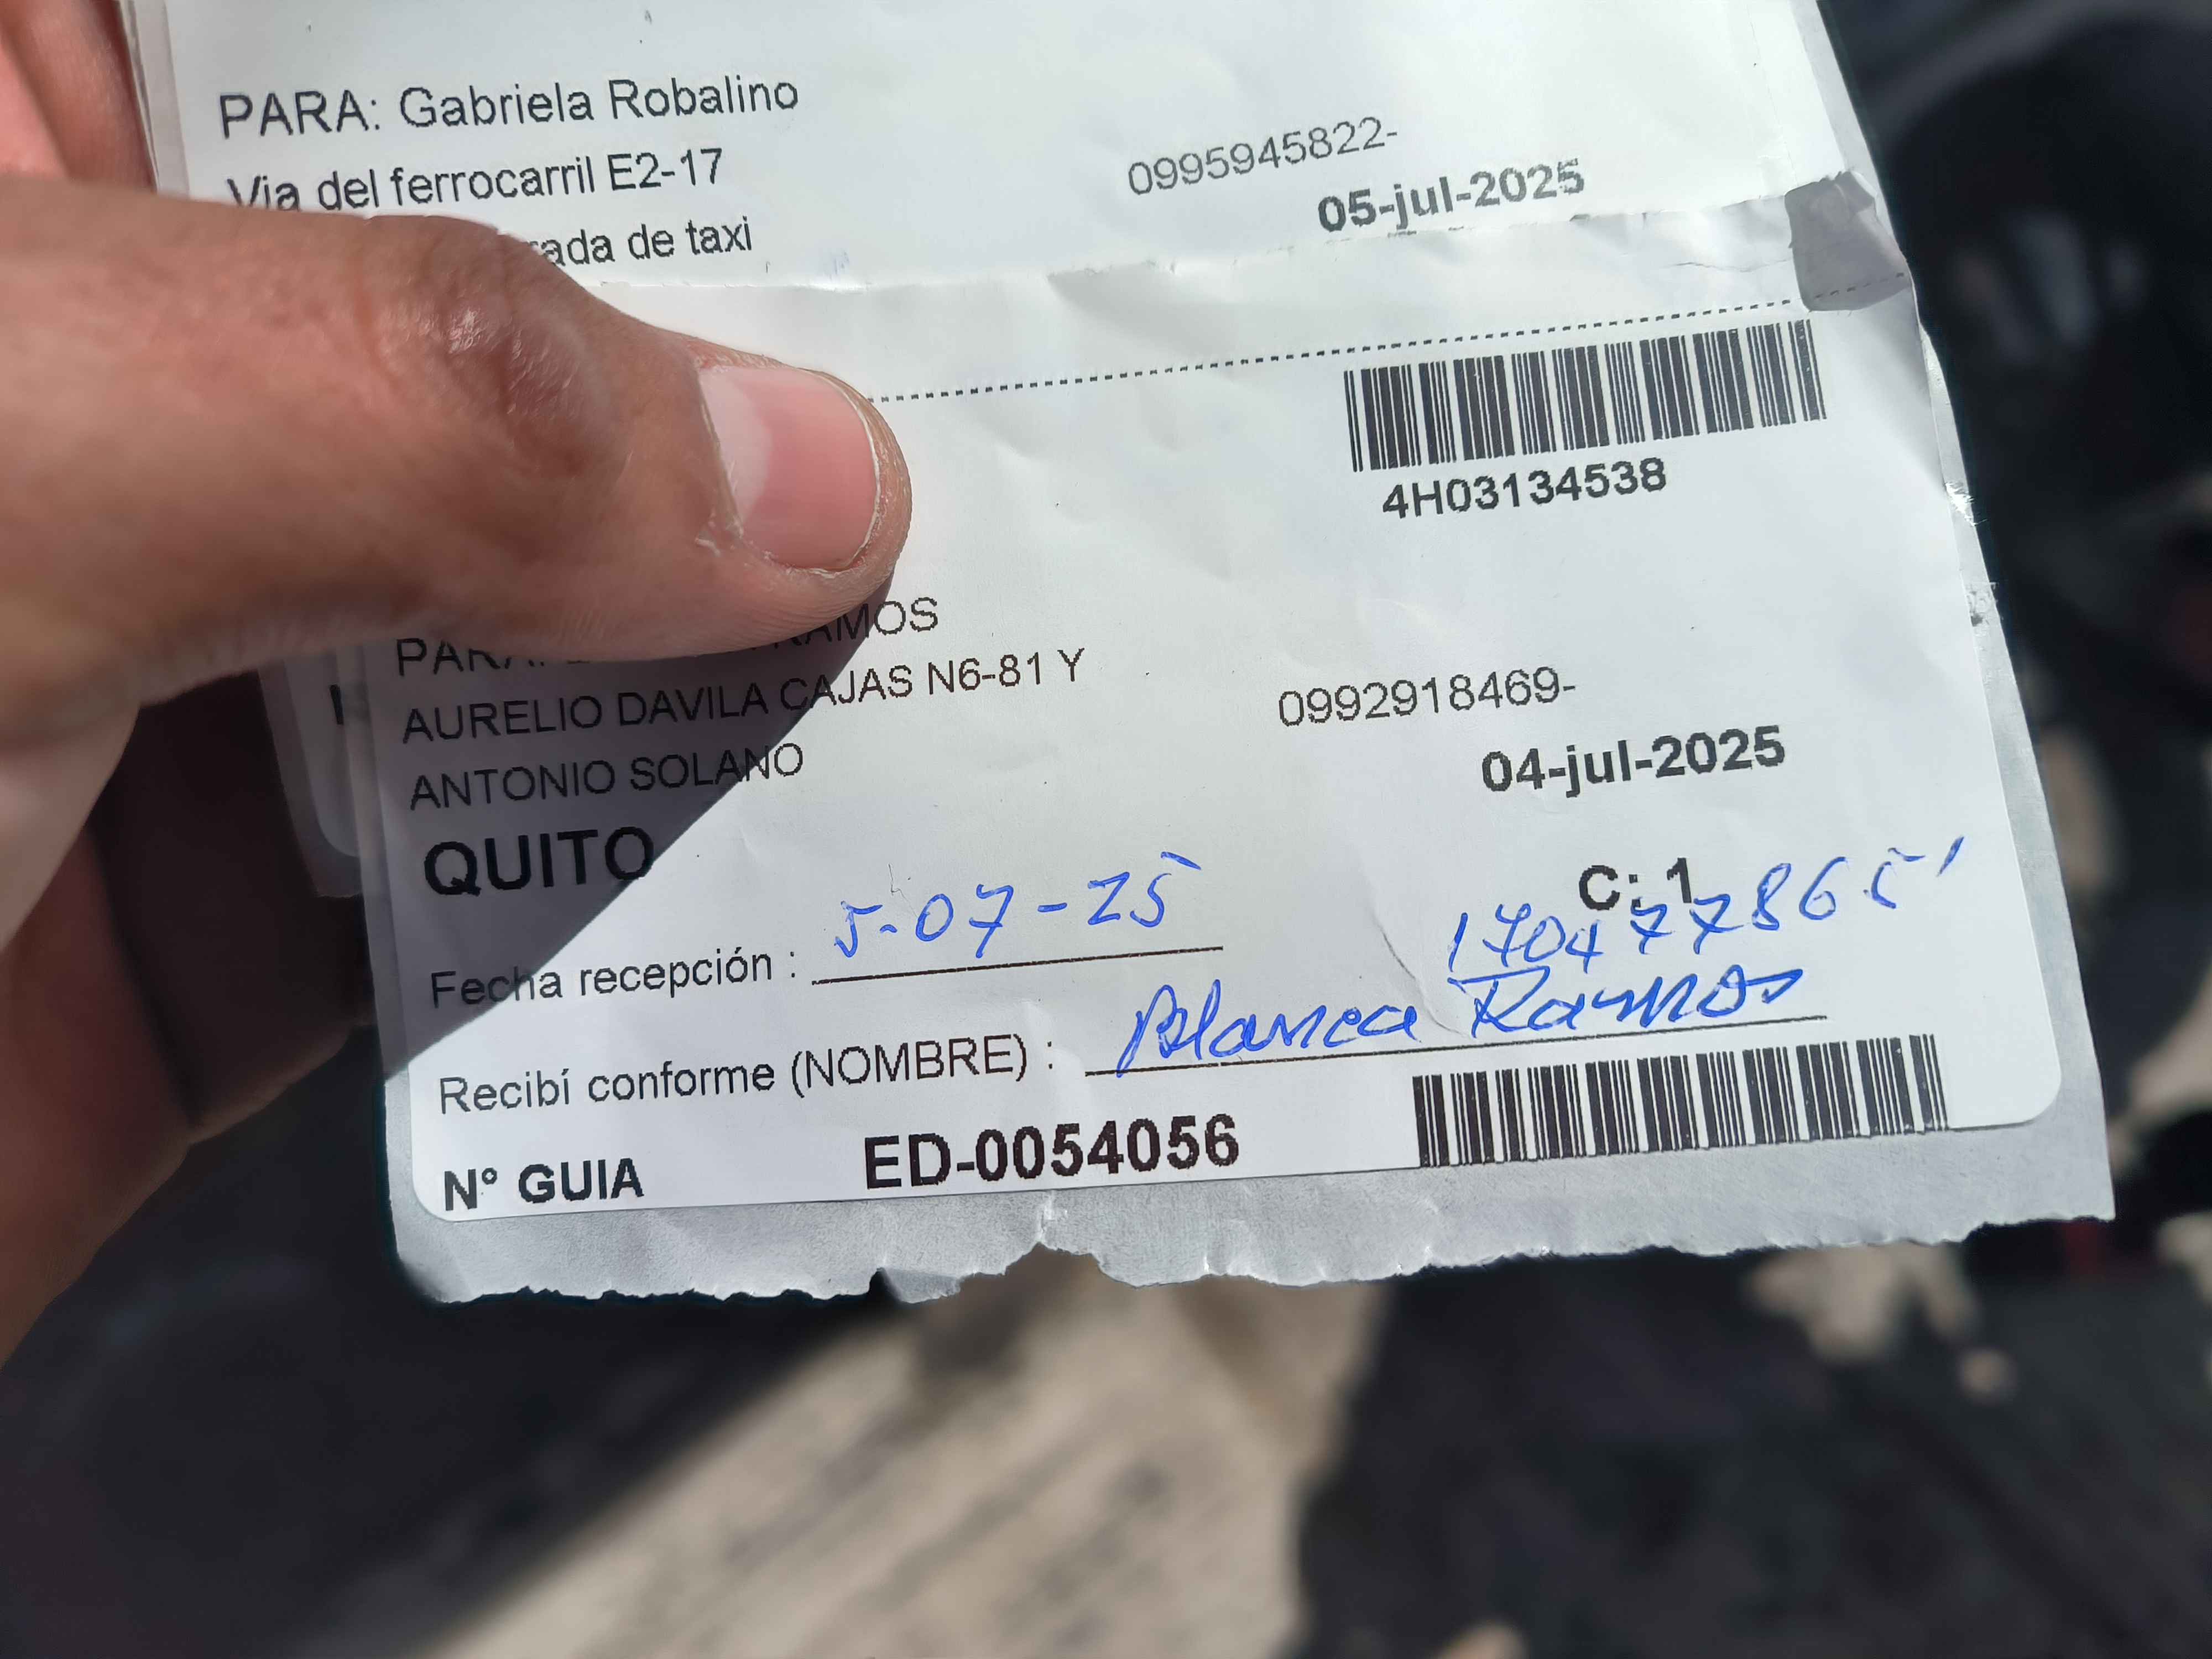 PARA: Gabriela Robalino
Via del ferrocarril E2-17
0995945822-
de taxi
05-jul-2025
4H03134538
RAMOS
AURELIO DAVILA CAJAS N6-81 Y
0992918469-
ANTONIO SOLANO
04-jul-2025
QUITO
C: 1
Fecha recepción : 5-07-25
Recibí conforme (NOMBRE) : Blanca Ramos
N° GUIA ED-0054056